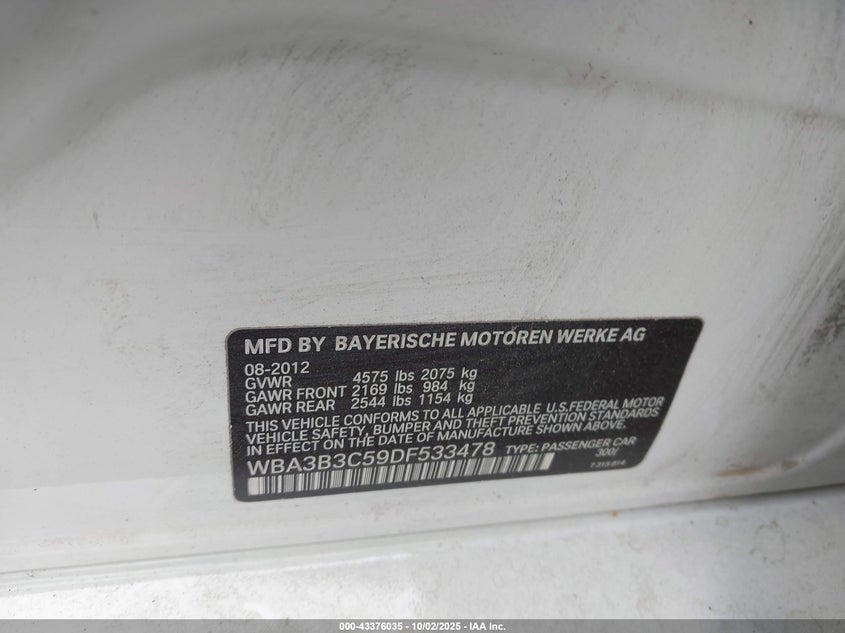 MFD BY BAYERISCHE MOTOREN WERKE AG
08-2012
GVWR 4575 lbs 2075 kg
GAWR FRONT 2169 lbs 984 kg
GAWR REAR 2544 lbs 1154 kg
THIS VEHICLE CONFORMS TO ALL APPLICABLE U.S.FEDERAL MOTOR
VEHICLE SAFETY, BUMPER AND THEFT PREVENTION STANDARDS
IN EFFECT ON THE DATE OF MANUFACTURE SHOWN ABOVE.
WBA3B3C59DF533478 TYPE: PASSENGER CAR
300/
000-43376035 - 10/02/2025 - IAA Inc.